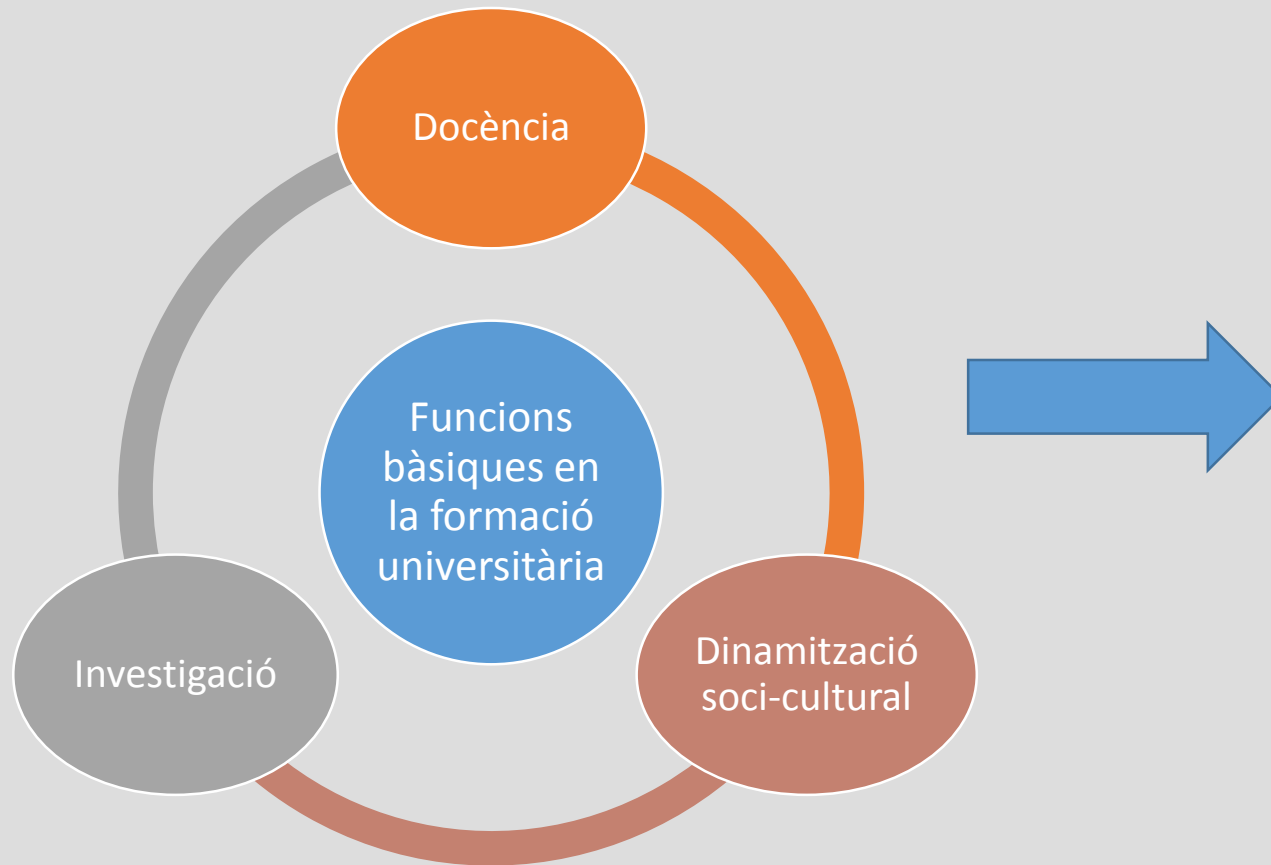 Docència
Funcions
bàsiques en
la formació
universitària
Investigació
Dinamització
soci-cultural